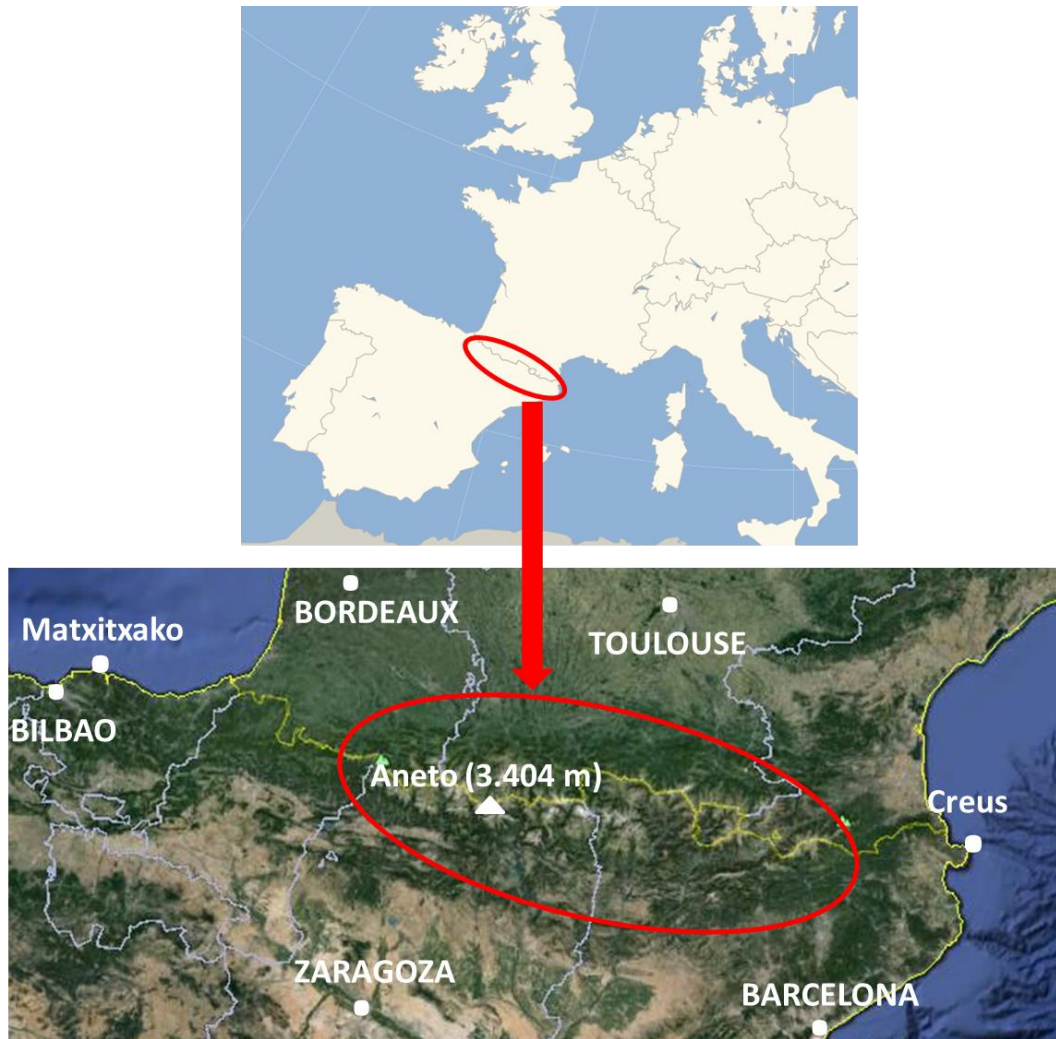 BORDEAUX
Matxitxako
TOULOUSE
BILBAO
Aneto (3.404 m)
Creus
ZARAGOZA
BARCELONA